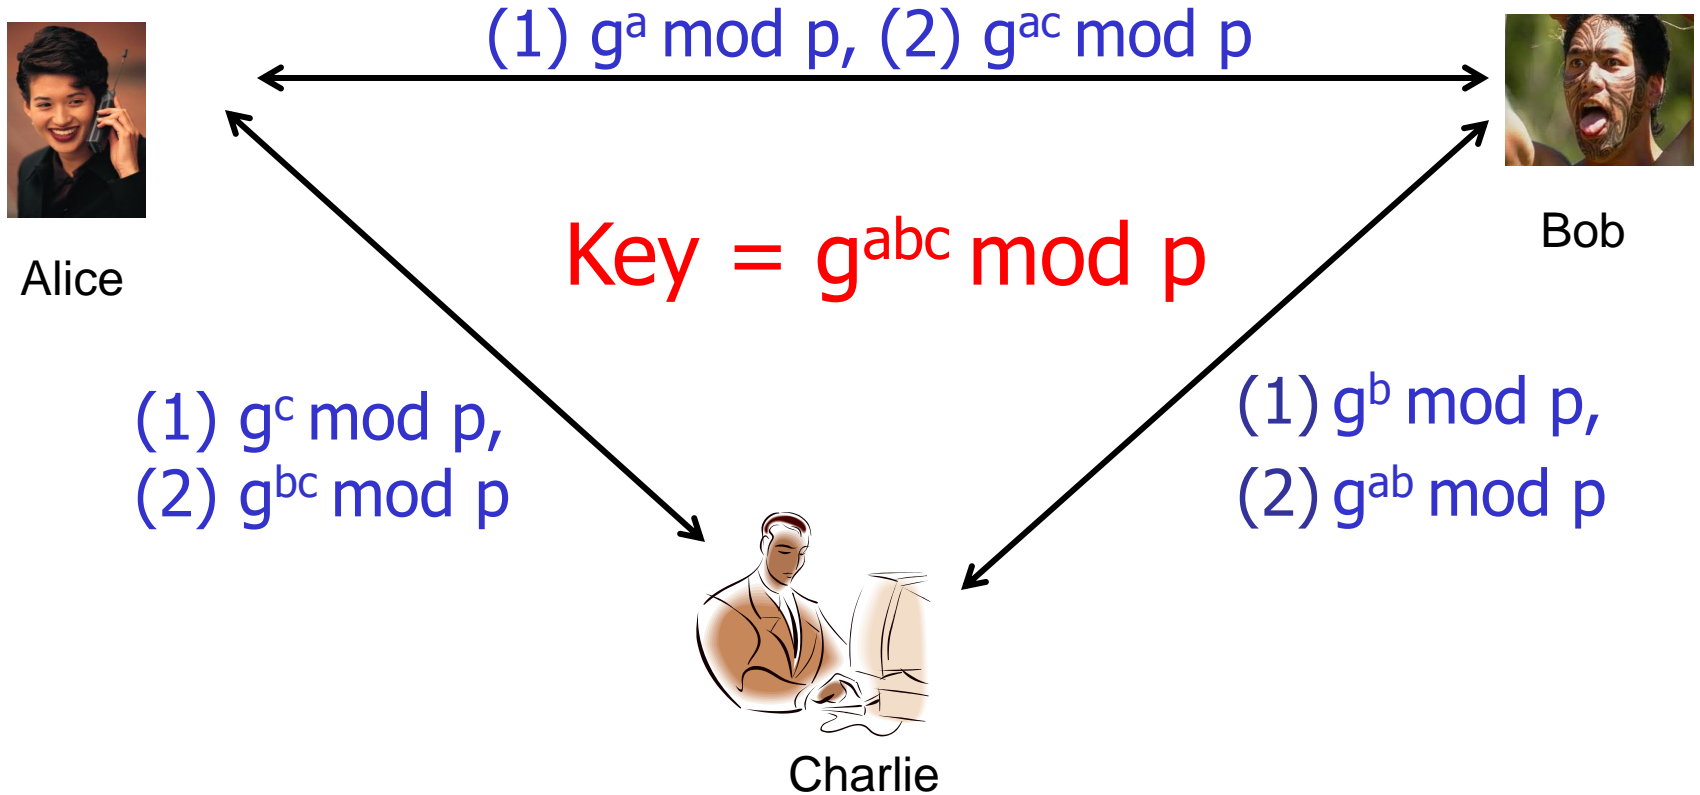 (1) gᵃ mod p, (2) gᵃᶜ mod p
Alice
Bob
Key = gᵃᵇᶜ mod p
(1) gᶜ mod p,
(2) gᵇᶜ mod p
(1) gᵇ mod p,
(2) gᵃᵇ mod p
Charlie